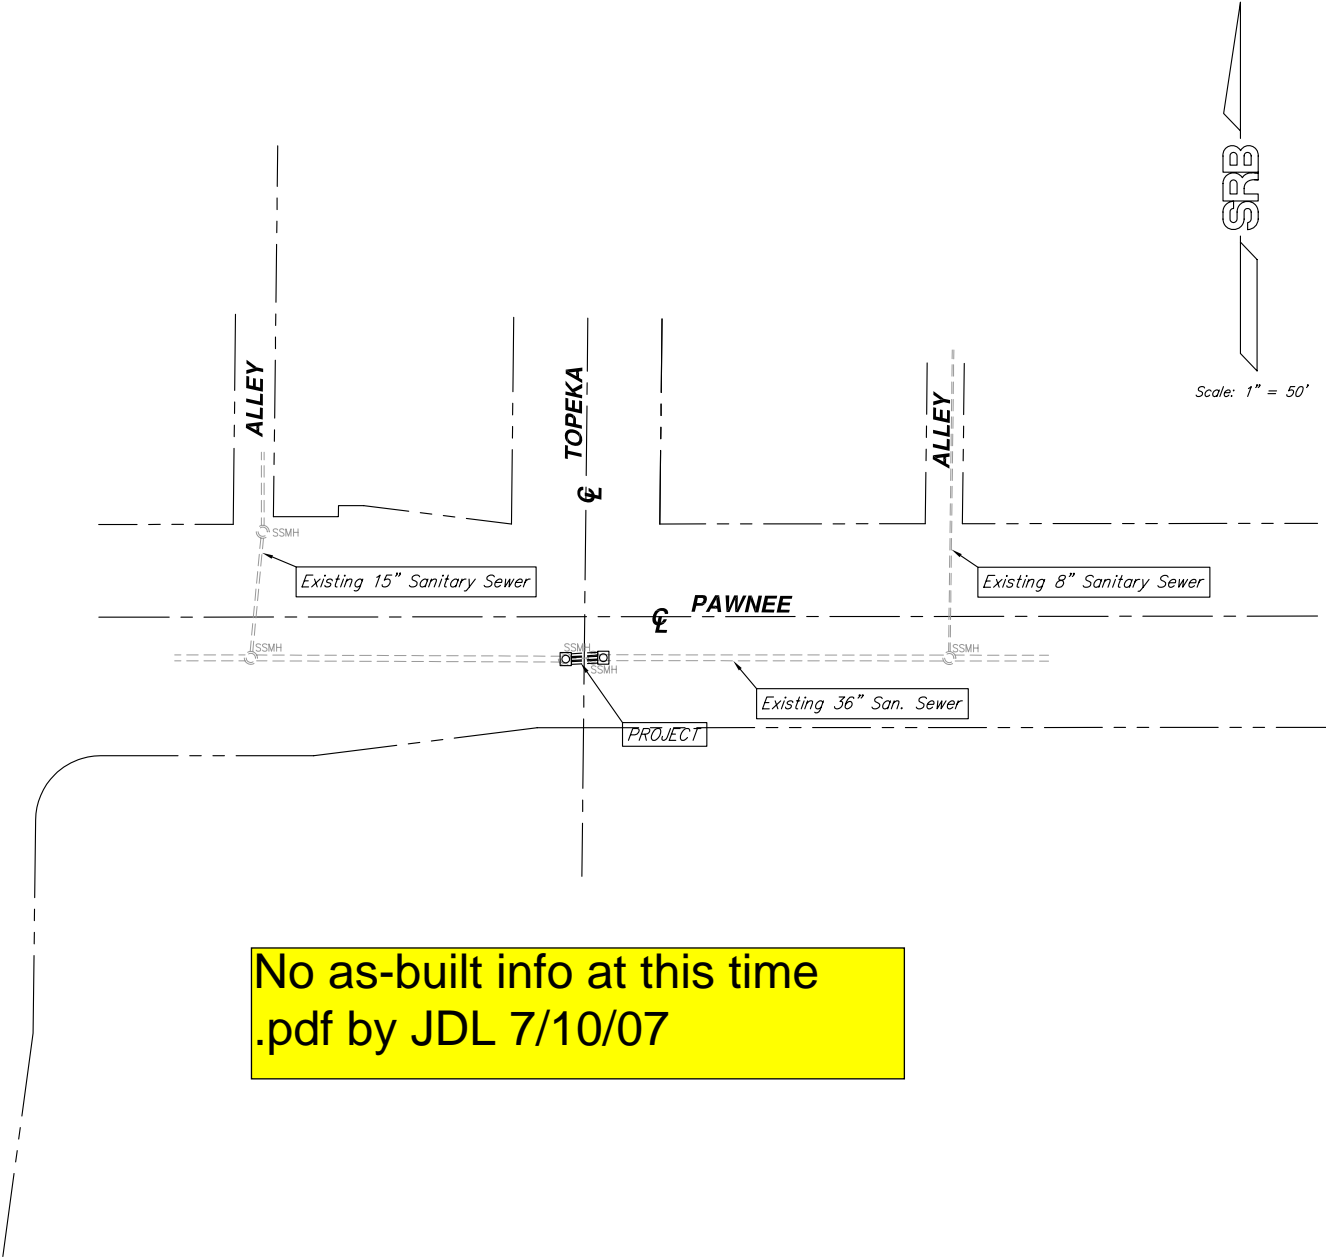 SRB
Scale: 1" = 50'
ALLEY
TOPEKA
ALLEY
℄
SSMH
Existing 15" Sanitary Sewer
Existing 8" Sanitary Sewer
℄
PAWNEE
SSMH
SSMH
SSMH
SSMH
Existing 36" San. Sewer
PROJECT
No as-built info at this time
.pdf by JDL 7/10/07